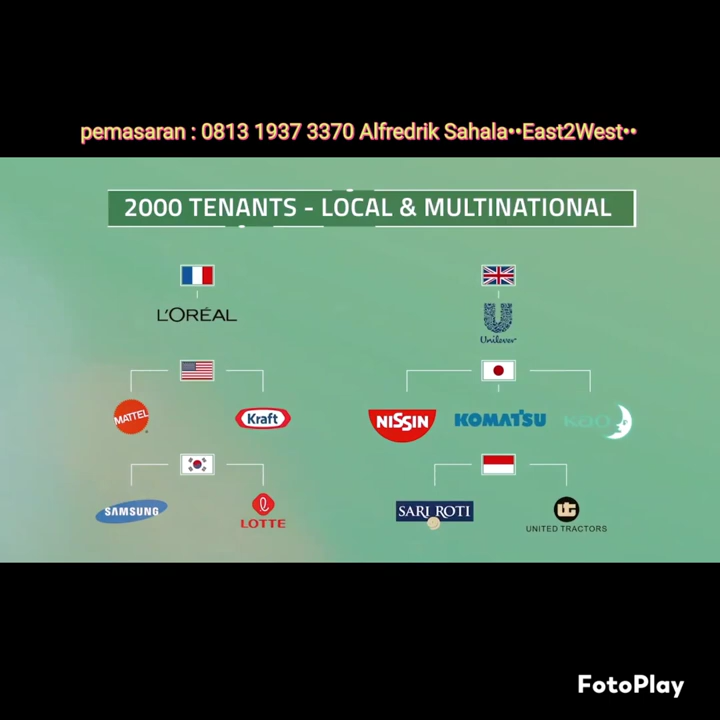 pemasaran : 0813 1937 3370 Alfredrik Sahala••East2West••
2000 TENANTS - LOCAL & MULTINATIONAL
L'ORÉAL
Unilever
MATTEL
Kraft
NISSIN
KOMATSU
Kao
SAMSUNG
LOTTE
SARI ROTI
UT
UNITED TRACTORS
FotoPlay